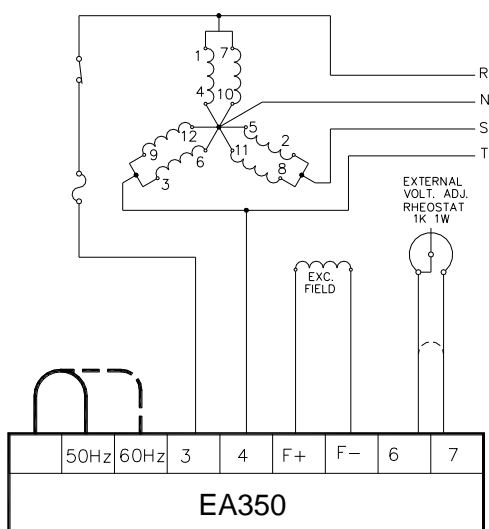 1 7
R
4 10
N
12 5
S
9 6 11 2
T
3 8
EXTERNAL
VOLT. ADJ.
RHEOSTAT
1K 1W
EXC.
FIELD
50Hz 60Hz 3 4 F+ F- 6 7
EA350